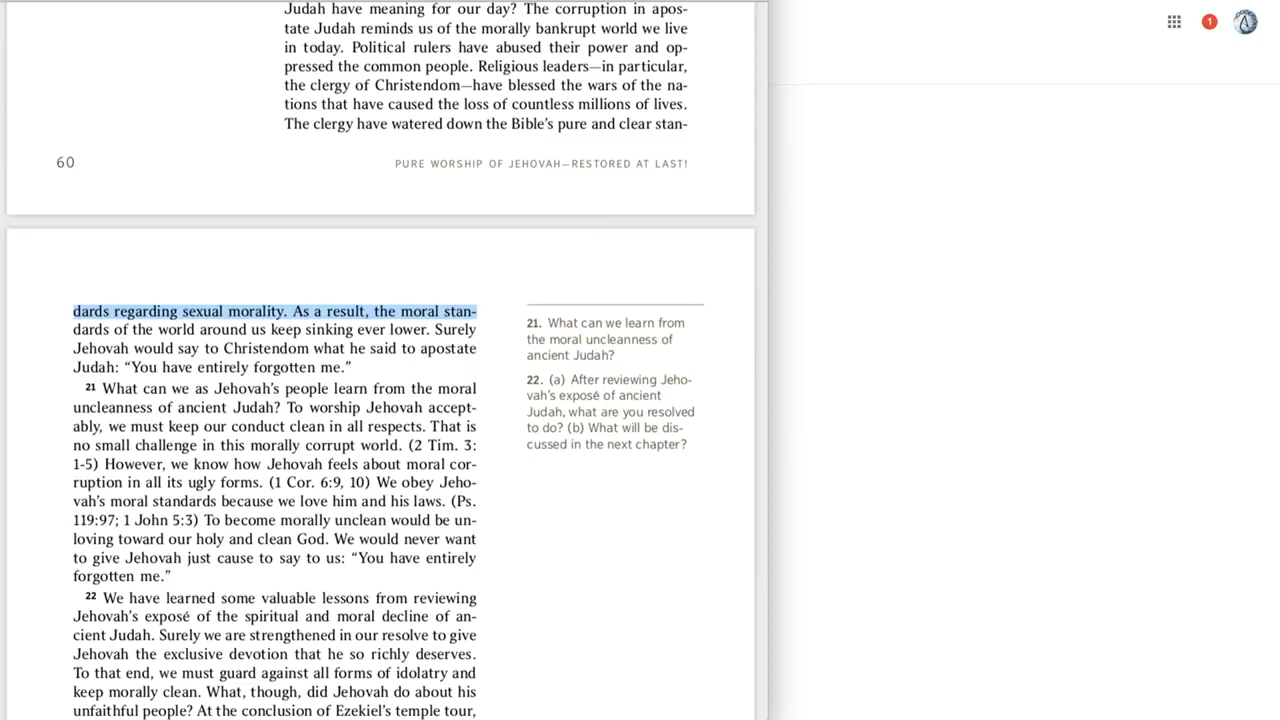 Judah have meaning for our day? The corruption in apos-
tate Judah reminds us of the morally bankrupt world we live
in today. Political rulers have abused their power and op-
pressed the common people. Religious leaders—in particular,
the clergy of Christendom—have blessed the wars of the na-
tions that have caused the loss of countless millions of lives.
The clergy have watered down the Bible’s pure and clear stan-
60
PURE WORSHIP OF JEHOVAH—RESTORED AT LAST!
dards regarding sexual morality. As a result, the moral stan-
dards of the world around us keep sinking ever lower. Surely
Jehovah would say to Christendom what he said to apostate
Judah: “You have entirely forgotten me.”
21 What can we as Jehovah’s people learn from the moral
uncleanness of ancient Judah? To worship Jehovah accept-
ably, we must keep our conduct clean in all respects. That is
no small challenge in this morally corrupt world. (2 Tim. 3:
1-5) However, we know how Jehovah feels about moral cor-
ruption in all its ugly forms. (1 Cor. 6:9, 10) We obey Jeho-
vah’s moral standards because we love him and his laws. (Ps.
119:97; 1 John 5:3) To become morally unclean would be un-
loving toward our holy and clean God. We would never want
to give Jehovah just cause to say to us: “You have entirely
forgotten me.”
22 We have learned some valuable lessons from reviewing
Jehovah’s exposé of the spiritual and moral decline of an-
cient Judah. Surely we are strengthened in our resolve to give
Jehovah the exclusive devotion that he so richly deserves.
To that end, we must guard against all forms of idolatry and
keep morally clean. What, though, did Jehovah do about his
unfaithful people? At the conclusion of Ezekiel’s temple tour,
21. What can we learn from
the moral uncleanness of
ancient Judah?
22. (a) After reviewing Jeho-
vah’s exposé of ancient
Judah, what are you resolved
to do? (b) What will be dis-
cussed in the next chapter?
1